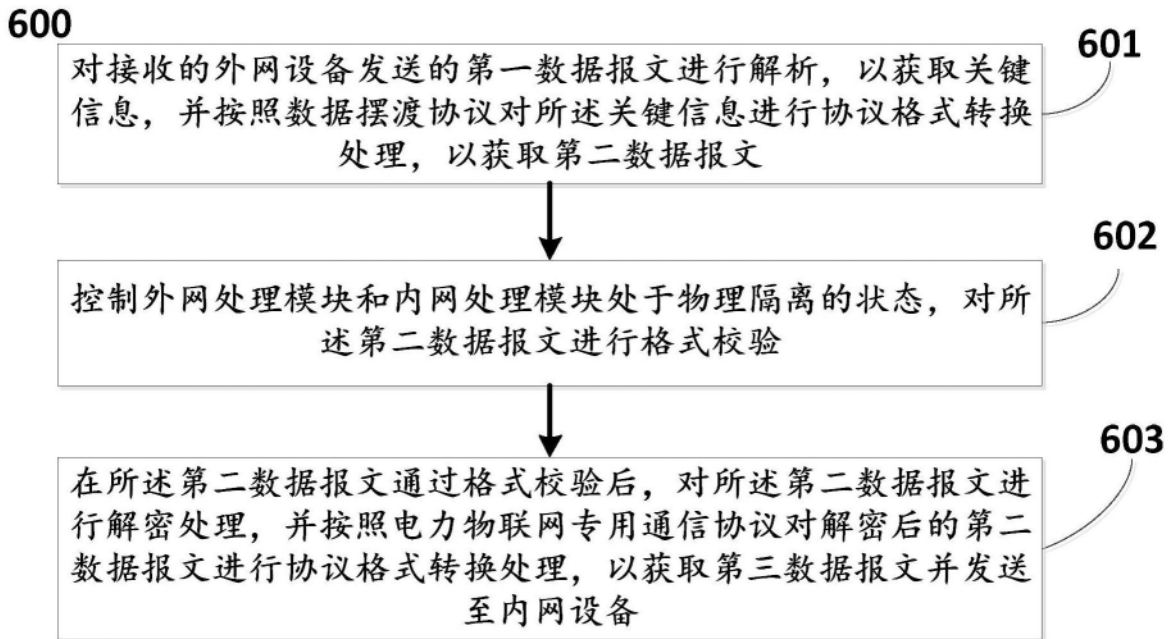 600
601
对接收的外网设备发送的第一数据报文进行解析，以获取关键
信息，并按照数据摆渡协议对所述关键信息进行协议格式转换
处理，以获取第二数据报文
602
控制外网处理模块和内网处理模块处于物理隔离的状态，对所
述第二数据报文进行格式校验
603
在所述第二数据报文通过格式校验后，对所述第二数据报文进
行解密处理，并按照电力物联网专用通信协议对解密后的第二
数据报文进行协议格式转换处理，以获取第三数据报文并发送
至内网设备